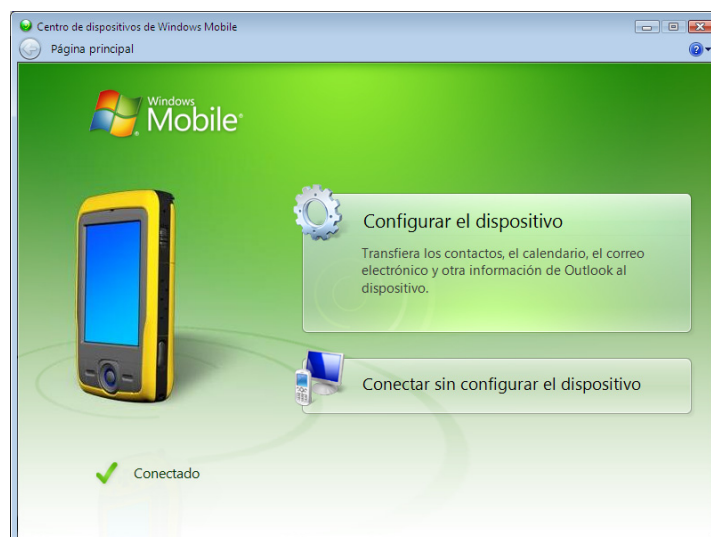 Centro de dispositivos de Windows Mobile
Página principal
Windows
Mobile
Configurar el dispositivo
Transfiera los contactos, el calendario, el correo
electrónico y otra información de Outlook al
dispositivo.
Conectar sin configurar el dispositivo
Conectado